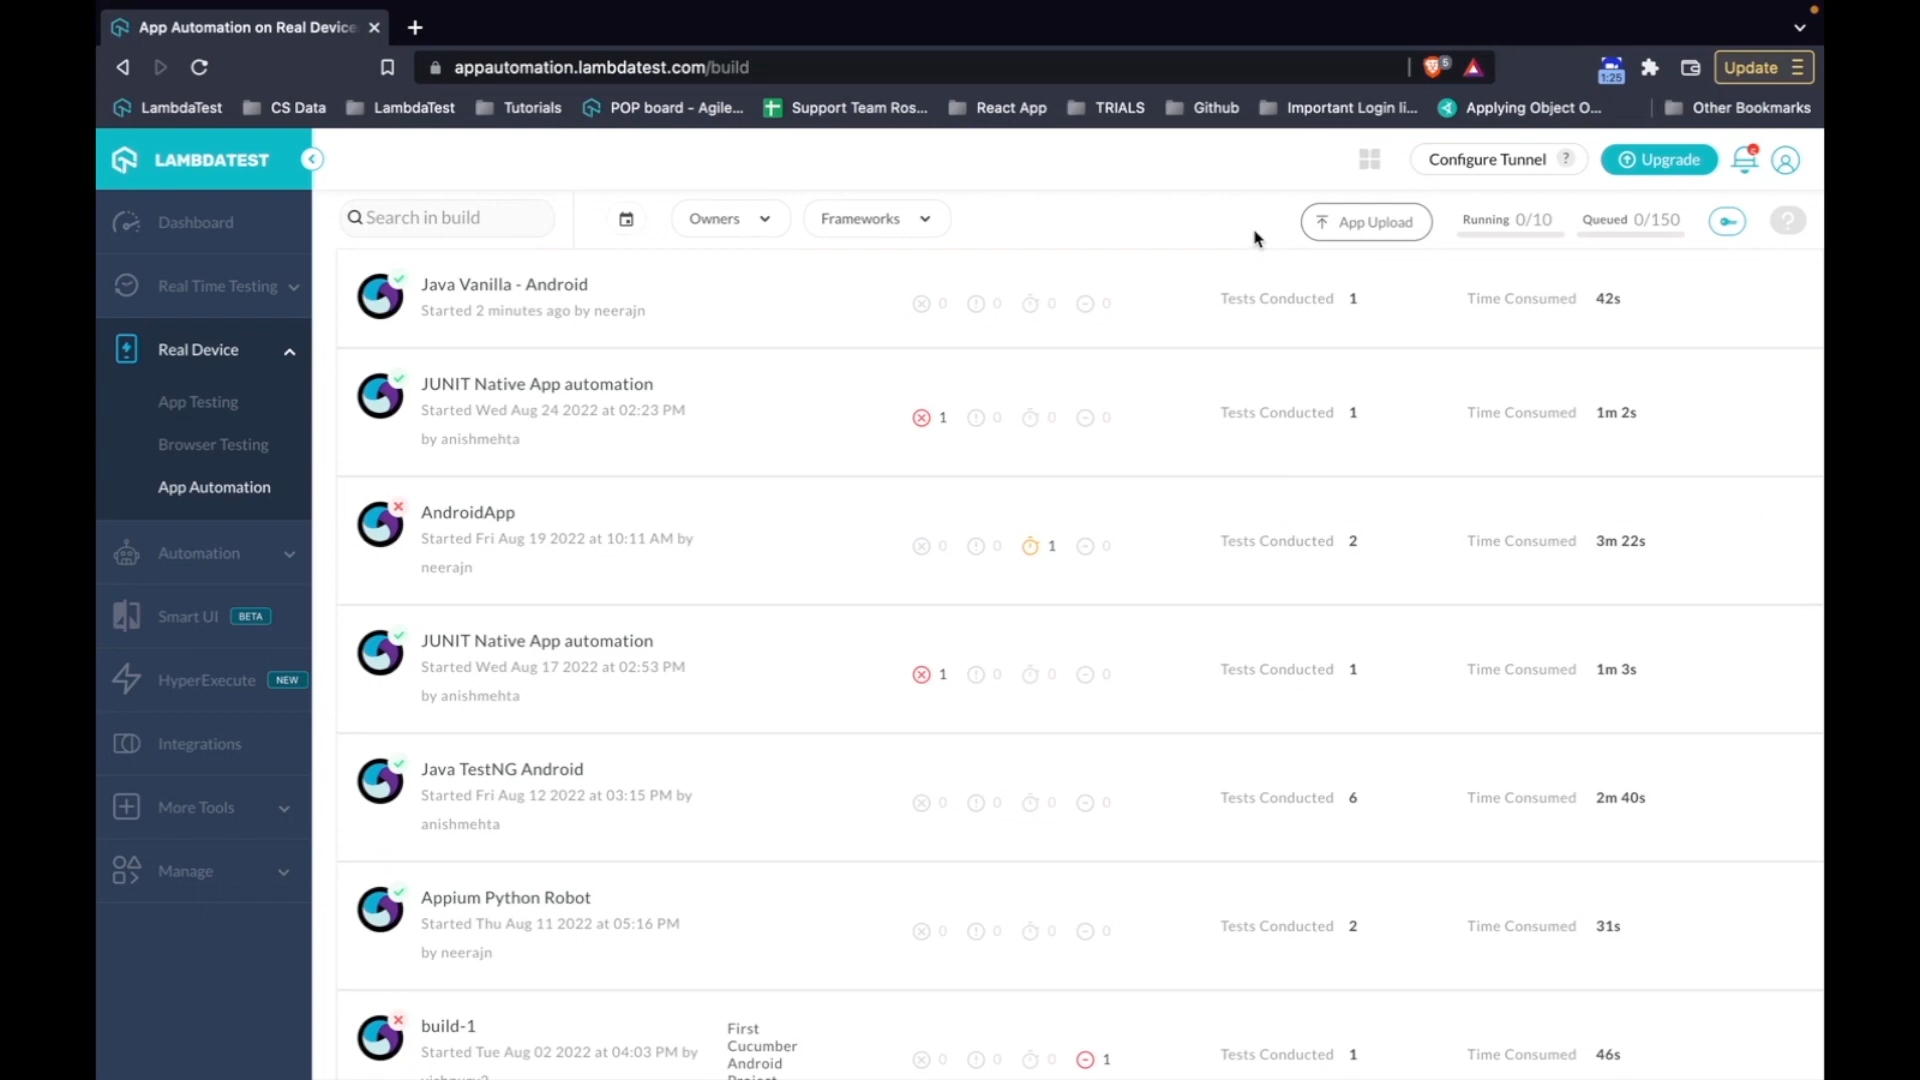 App Automation on Real Device
appautomation.lambdatest.com/build
5
1:25
Update
LambdaTest
CS Data
LambdaTest
Tutorials
POP board - Agile...
Support Team Ros...
React App
TRIALS
Github
Important Login li...
Applying Object O...
Other Bookmarks
LAMBDATEST
Configure Tunnel ?
Upgrade
Dashboard
Real Time Testing
Real Device
App Testing
Browser Testing
App Automation
Automation
Smart UI BETA
HyperExecute NEW
Integrations
More Tools
Manage
Search in build
Owners
Frameworks
App Upload
Running 0/10
Queued 0/150
?
Java Vanilla - Android
Started 2 minutes ago by neerajn
0 0 0 0
Tests Conducted 1
Time Consumed 42s
JUNIT Native App automation
Started Wed Aug 24 2022 at 02:23 PM
by anishmehta
1 0 0 0
Tests Conducted 1
Time Consumed 1m 2s
AndroidApp
Started Fri Aug 19 2022 at 10:11 AM by
neerajn
0 0 1 0
Tests Conducted 2
Time Consumed 3m 22s
JUNIT Native App automation
Started Wed Aug 17 2022 at 02:53 PM
by anishmehta
1 0 0 0
Tests Conducted 1
Time Consumed 1m 3s
Java TestNG Android
Started Fri Aug 12 2022 at 03:15 PM by
anishmehta
0 0 0 0
Tests Conducted 6
Time Consumed 2m 40s
Appium Python Robot
Started Thu Aug 11 2022 at 05:16 PM
by neerajn
0 0 0 0
Tests Conducted 2
Time Consumed 31s
build-1
Started Tue Aug 02 2022 at 04:03 PM by
First
Cucumber
Android
0 0 0 1
Tests Conducted 1
Time Consumed 46s